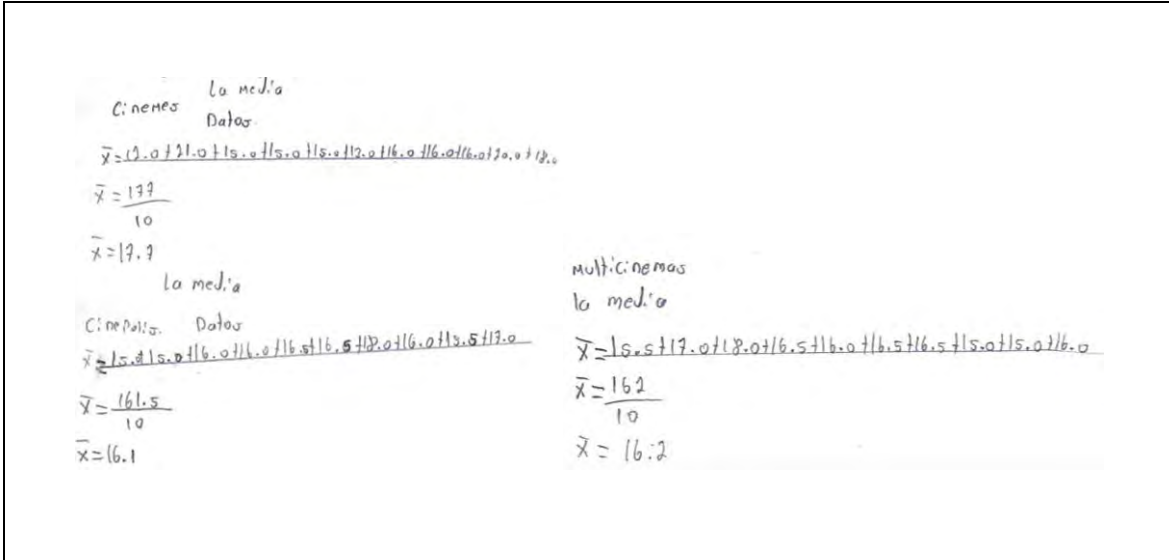 La media
Cinemes
Datos
x̄=12.0+21.0+15.0+15.0+15.0+12.0+16.0+16.0+16.0+20.0+18.0
x̄=177
10
x̄=17.7
La media
Cinepolis. Datos
x̄=15.0+15.0+16.0+16.0+16.5+16.5+18.0+16.0+15.5+17.0
x̄=161.5
10
x̄=16.1
Multicinemas
la media
x̄=15.5+17.0+18.0+16.5+16.0+16.5+16.5+15.0+15.0+16.0
x̄=162
10
x̄=16.2